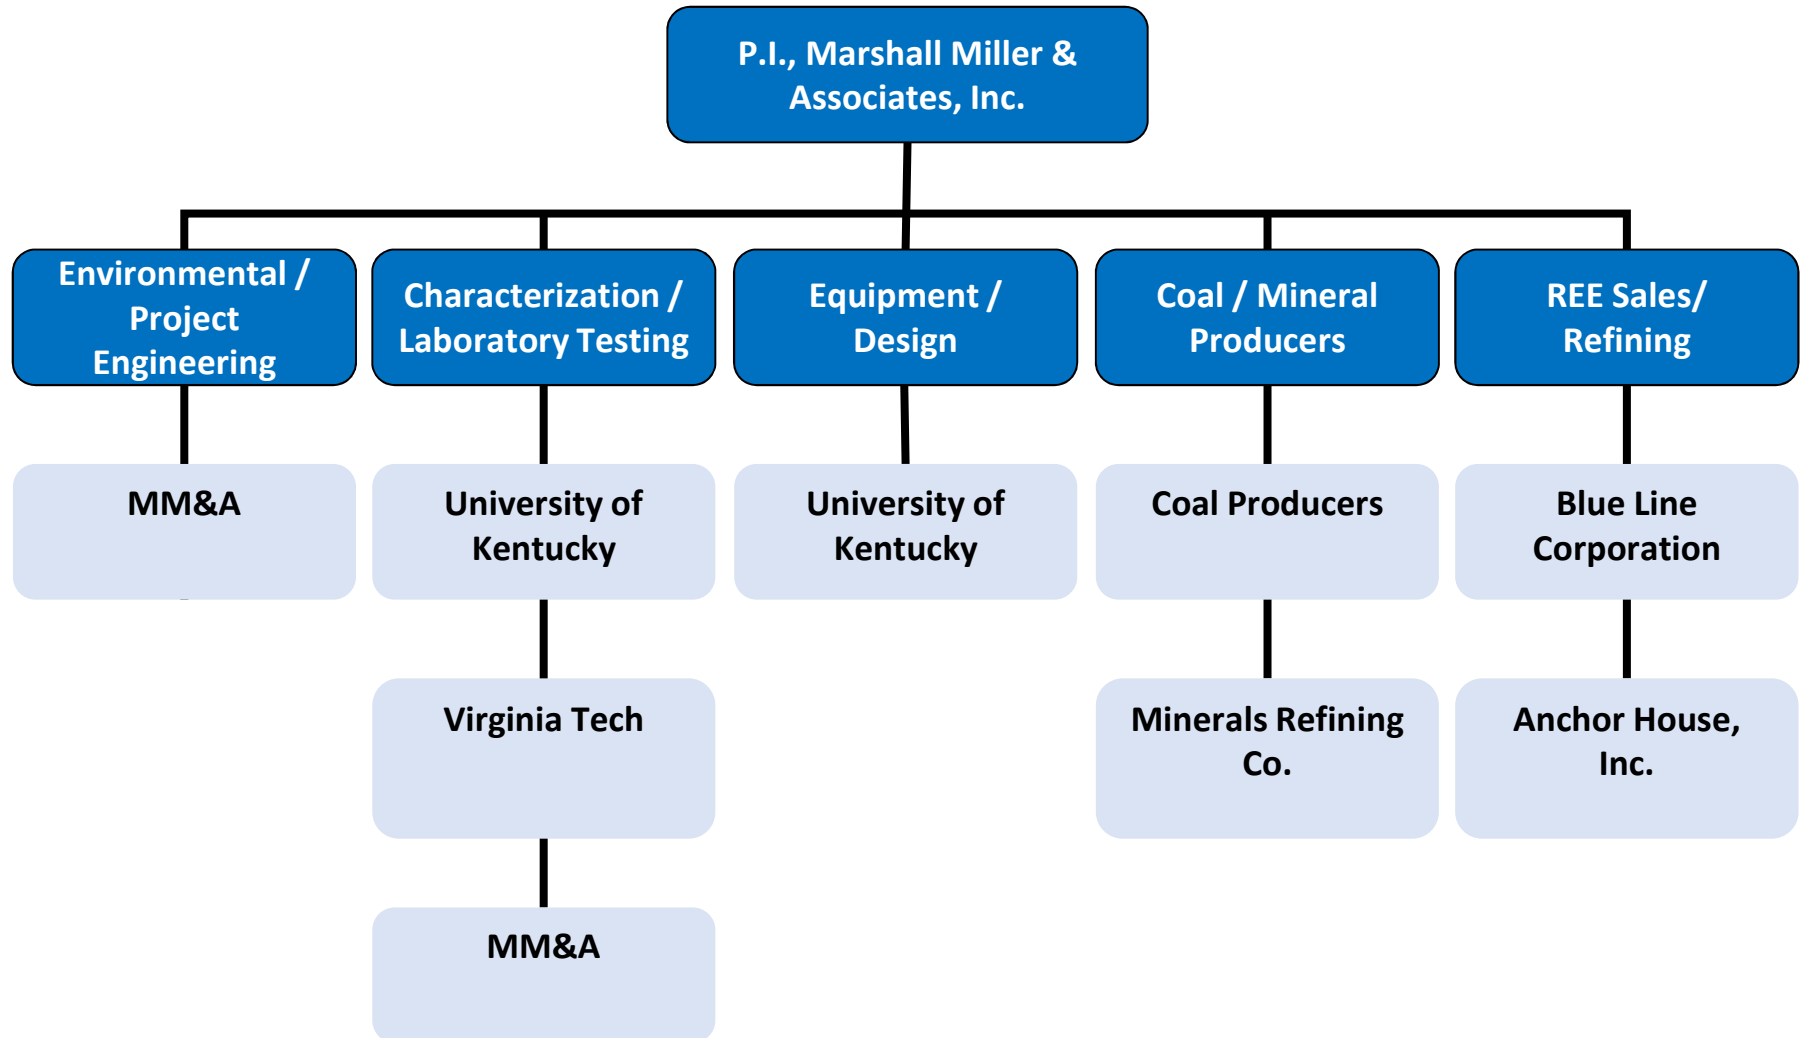 P.I., Marshall Miller &
Associates, Inc.
Environmental /
Project
Engineering
Characterization /
Laboratory Testing
Equipment /
Design
Coal / Mineral
Producers
REE Sales/
Refining
MM&A
University of
Kentucky
University of
Kentucky
Coal Producers
Blue Line
Corporation
Virginia Tech
Minerals Refining
Co.
Anchor House,
Inc.
MM&A